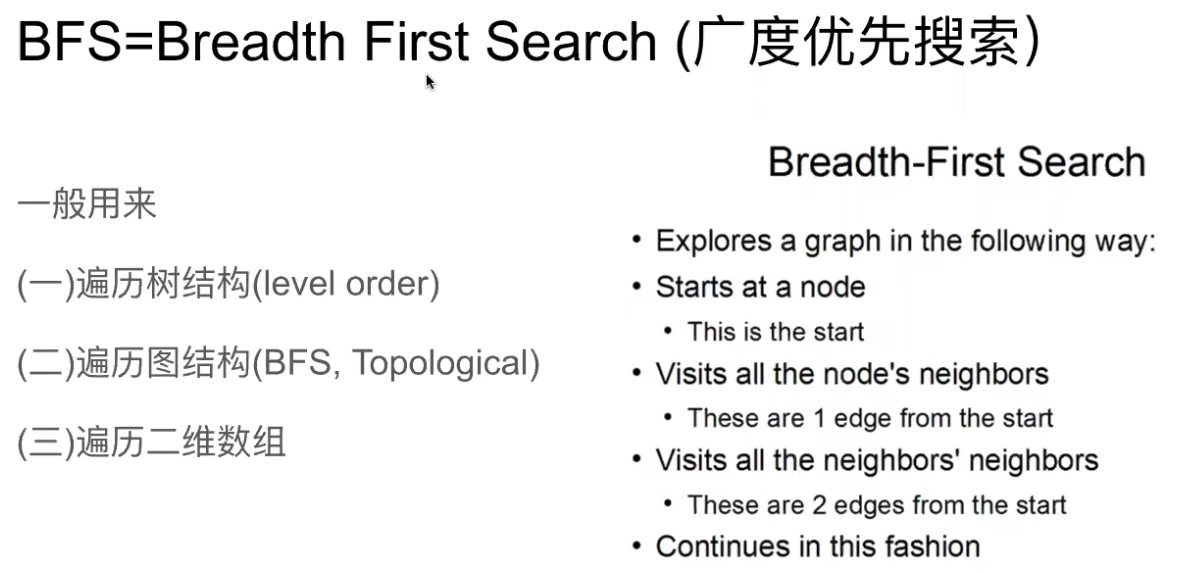 BFS=Breadth First Search (广度优先搜索)
一般用来
(一)遍历树结构(level order)
(二)遍历图结构(BFS, Topological)
(三)遍历二维数组
Breadth-First Search
• Explores a graph in the following way:
• Starts at a node
• This is the start
• Visits all the node's neighbors
• These are 1 edge from the start
• Visits all the neighbors' neighbors
• These are 2 edges from the start
• Continues in this fashion